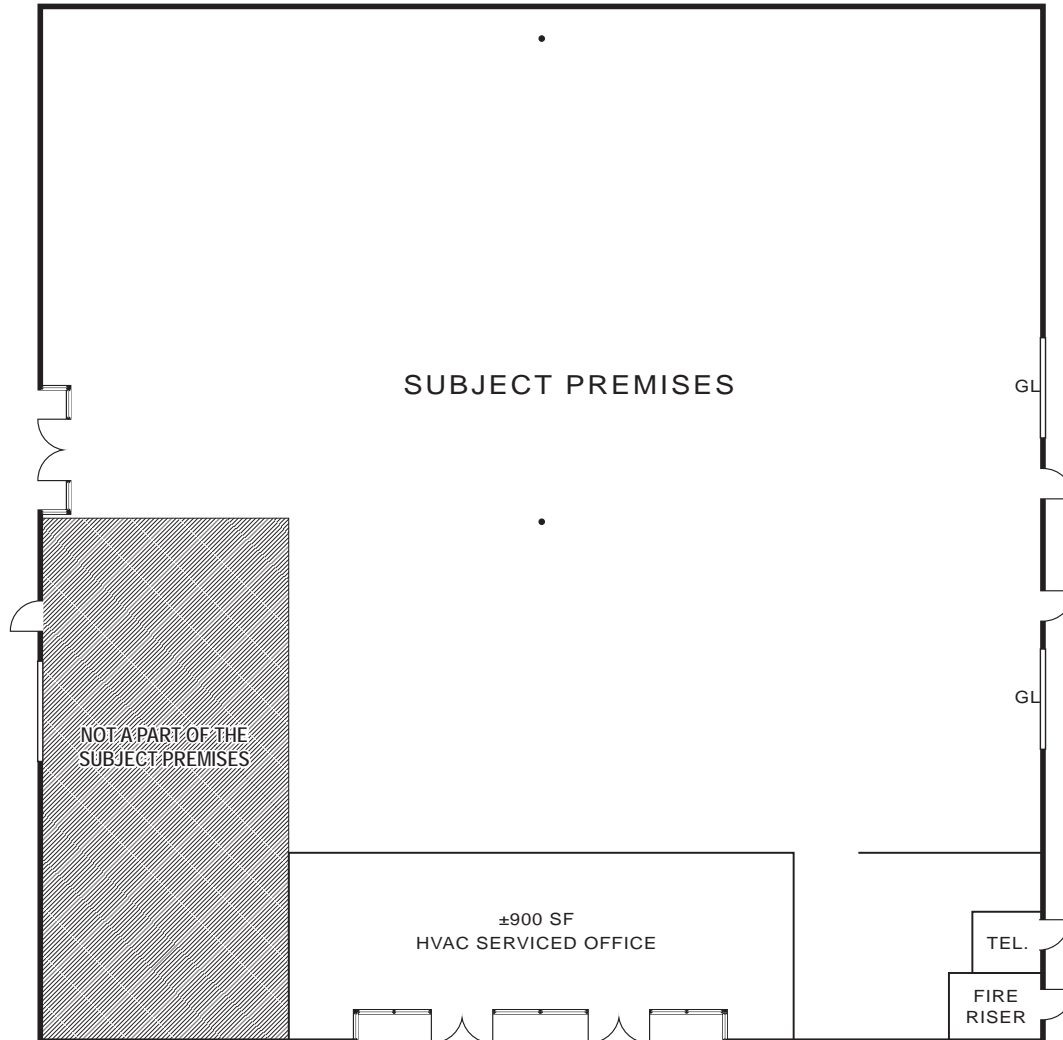 SUBJECT PREMISES
GL
GL
NOT A PART OF THE
SUBJECT PREMISES
±900 SF
HVAC SERVICED OFFICE
TEL.
FIRE
RISER